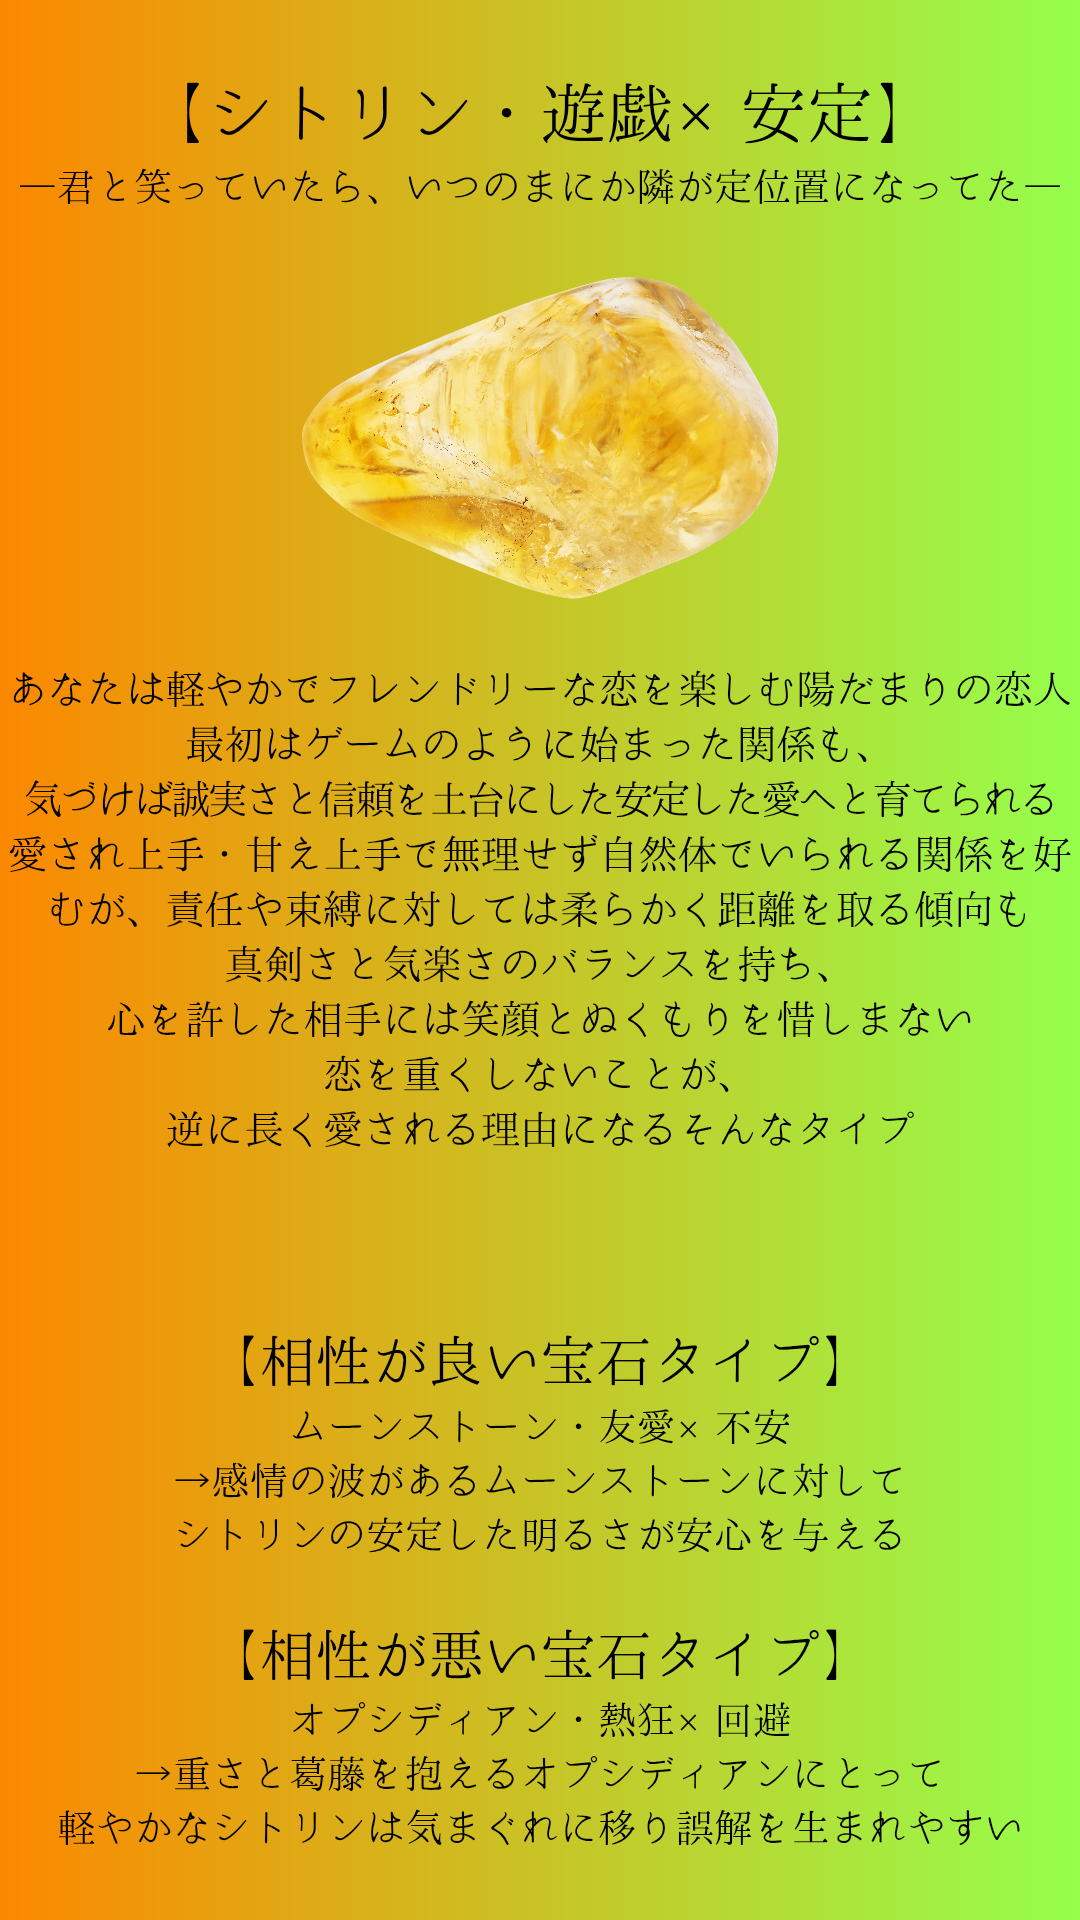 【シトリン・遊戯× 安定】
―君と笑っていたら、いつのまにか隣が定位置になってた―
あなたは軽やかでフレンドリーな恋を楽しむ陽だまりの恋人
最初はゲームのように始まった関係も、
気づけば誠実さと信頼を土台にした安定した愛へと育てられる
愛され上手・甘え上手で無理せず自然体でいられる関係を好
むが、責任や束縛に対しては柔らかく距離を取る傾向も
真剣さと気楽さのバランスを持ち、
心を許した相手には笑顔とぬくもりを惜しまない
恋を重くしないことが、
逆に長く愛される理由になるそんなタイプ
【相性が良い宝石タイプ】
ムーンストーン・友愛× 不安
→感情の波があるムーンストーンに対して
シトリンの安定した明るさが安心を与える
【相性が悪い宝石タイプ】
オプシディアン・熱狂× 回避
→重さと葛藤を抱えるオプシディアンにとって
軽やかなシトリンは気まぐれに移り誤解を生まれやすい